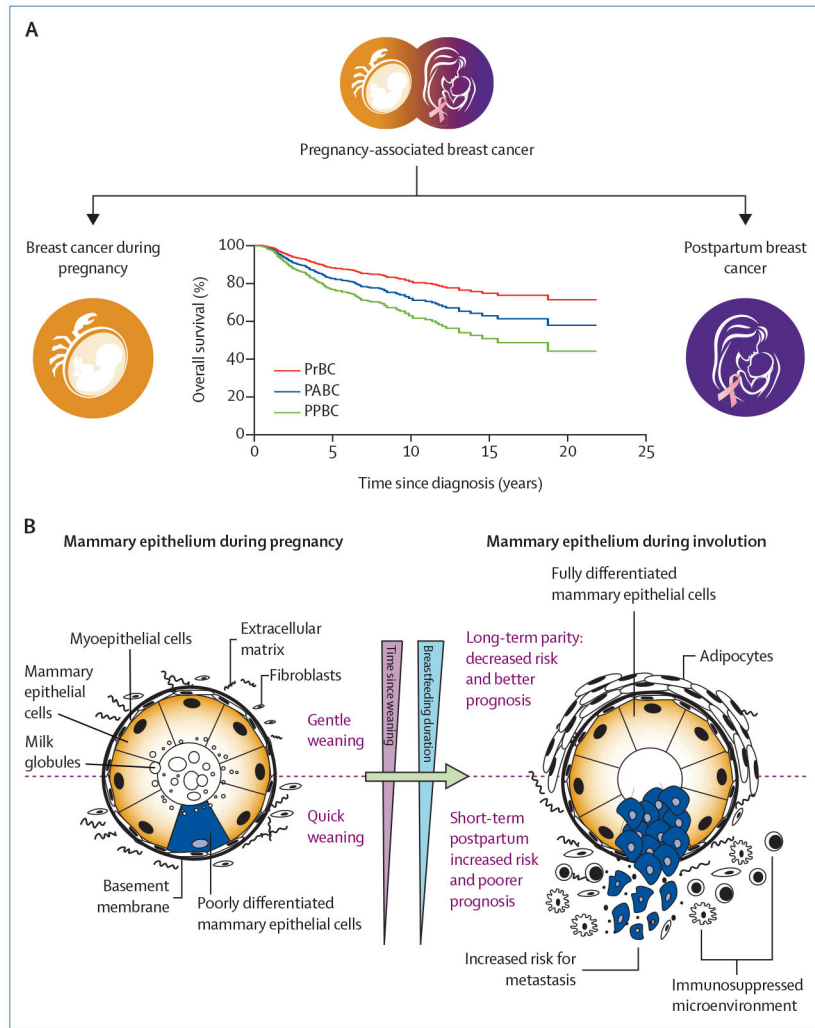 A
Pregnancy-associated breast cancer
Breast cancer during
pregnancy
Postpartum breast
cancer
Overall survival (%)
100
80
60
40
20
0
PrBC
PABC
PPBC
0
5
10
15
20
25
Time since diagnosis (years)
B
Mammary epithelium during pregnancy
Mammary epithelium during involution
Fully differentiated
mammary epithelial cells
Myoepithelial cells
Extracellular
matrix
Fibroblasts
Mammary
epithelial
cells
Milk
globules
Gentle
weaning
Quick
weaning
Basement
membrane
Poorly differentiated
mammary epithelial cells
Time since weaning
Breastfeeding duration
Long-term parity:
decreased risk
and better
prognosis
Adipocytes
Short-term
postpartum
increased risk
and poorer
prognosis
Increased risk for
metastasis
Immunosuppressed
microenvironment